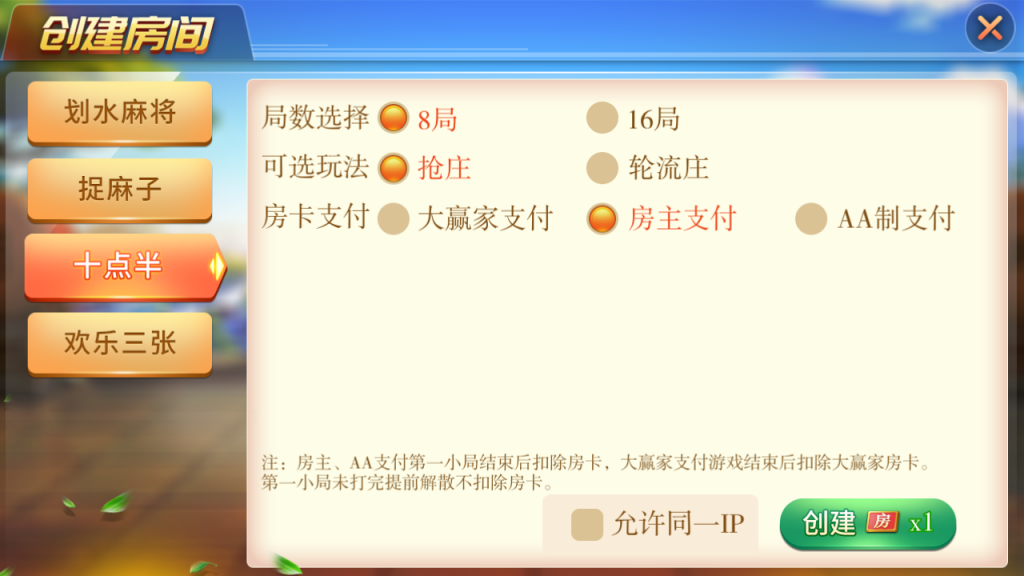 创建房间
划水麻将
捉麻子
十点半
欢乐三张
局数选择 8局 16局
可选玩法 抢庄 轮流庄
房卡支付 大赢家支付 房主支付 AA制支付
注：房主、AA支付第一小局结束后扣除房卡，大赢家支付游戏结束后扣除大赢家房卡。
第一小局未打完提前解散不扣除房卡。
允许同一IP
创建 房 x1